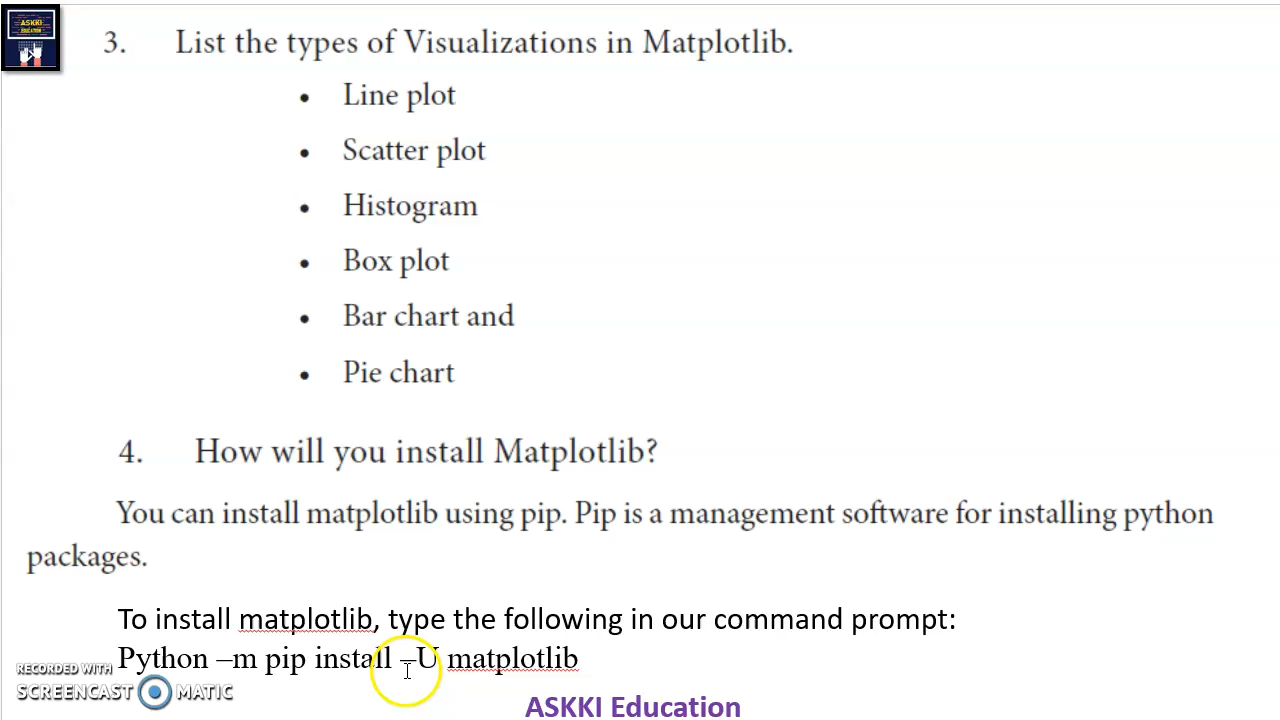 ASKKI
EDUCATION
3. List the types of Visualizations in Matplotlib.
• Line plot
• Scatter plot
• Histogram
• Box plot
• Bar chart and
• Pie chart
4. How will you install Matplotlib?
You can install matplotlib using pip. Pip is a management software for installing python
packages.
To install matplotlib, type the following in our command prompt:
Python –m pip install –U matplotlib
RECORDED WITH
SCREENCAST MATIC
ASKKI Education